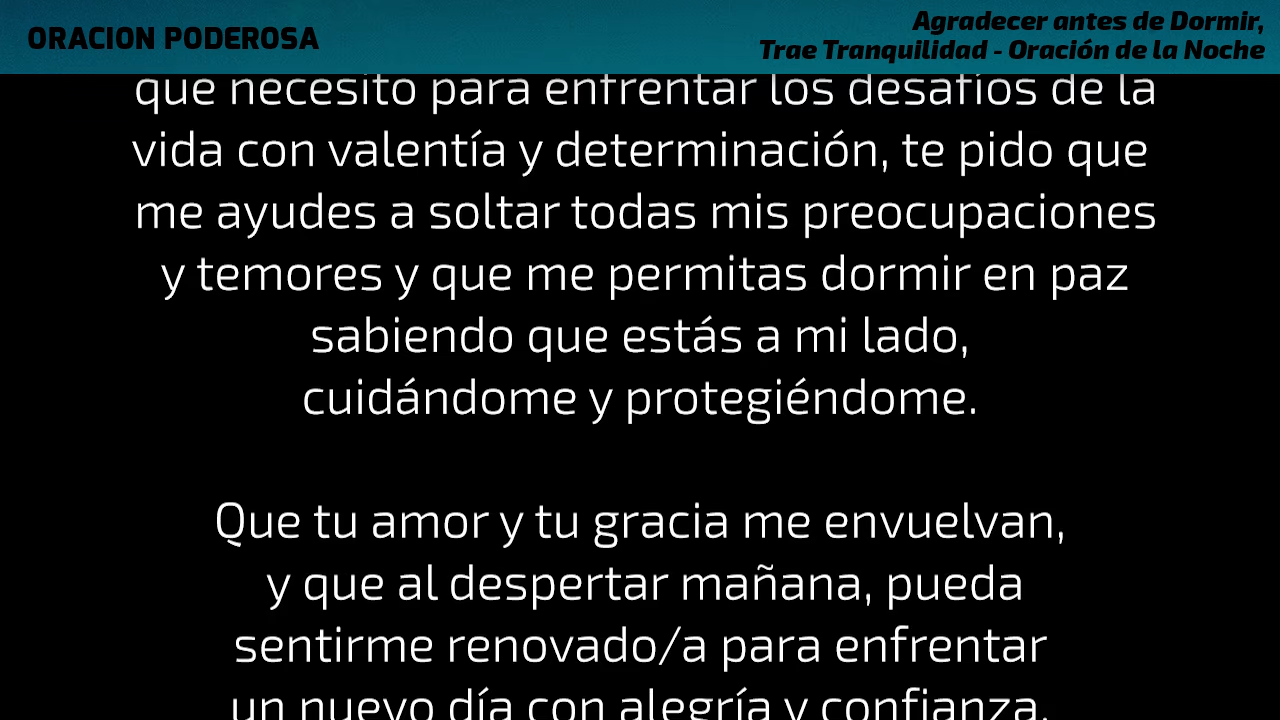 ORACION PODEROSA
Agradecer antes de Dormir,
Trae Tranquilidad - Oración de la Noche
que necesito para enfrentar los desafíos de la
vida con valentía y determinación, te pido que
me ayudes a soltar todas mis preocupaciones
y temores y que me permitas dormir en paz
sabiendo que estás a mi lado,
cuidándome y protegiéndome.
Que tu amor y tu gracia me envuelvan,
y que al despertar mañana, pueda
sentirme renovado/a para enfrentar
un nuevo día con alegría y confianza.